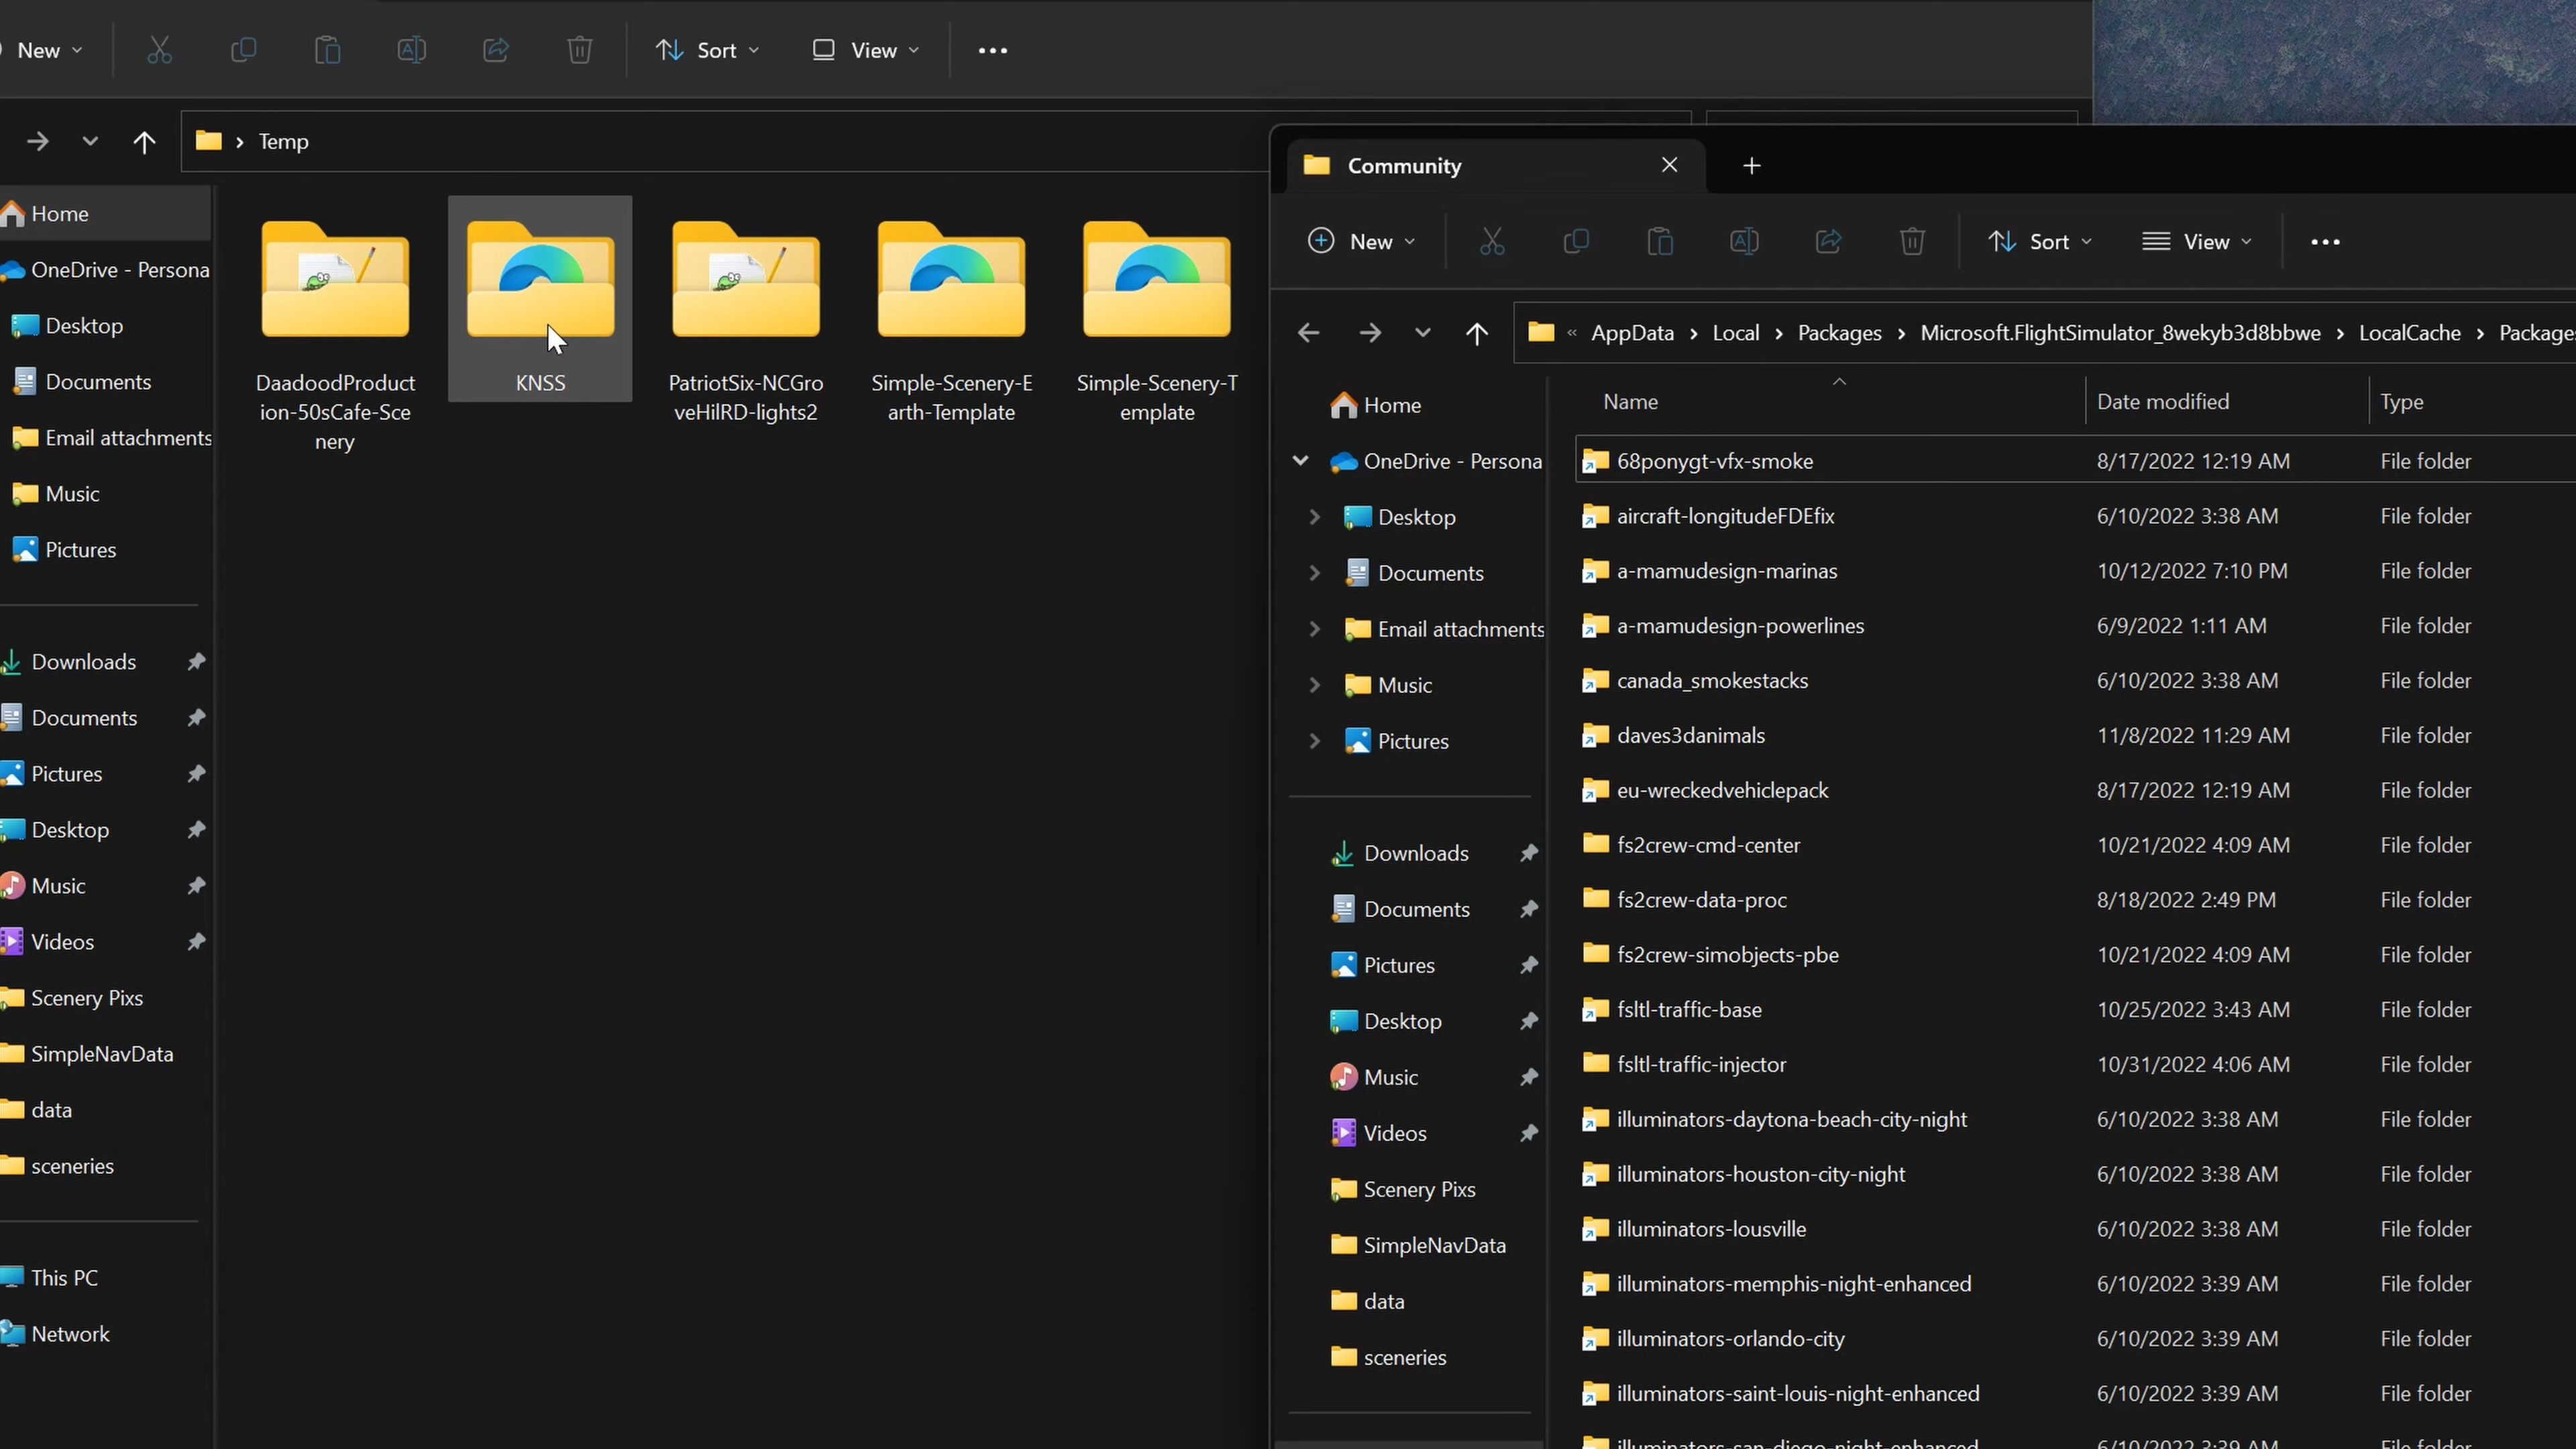 New
Sort
View
Temp
Home
OneDrive - Persona
Desktop
Documents
Email attachments
Music
Pictures
Downloads
Documents
Pictures
Desktop
Music
Videos
Scenery Pixs
SimpleNavData
data
sceneries
This PC
Network
DaadoodProduct
ion-50sCafe-Sce
nery
KNSS
PatriotSix-NCGro
veHilRD-lights2
Simple-Scenery-E
arth-Template
Simple-Scenery-T
emplate
Community
New
Sort
View
« AppData › Local › Packages › Microsoft.FlightSimulator_8wekyb3d8bbwe › LocalCache › Packages
Home
OneDrive - Persona
Desktop
Documents
Email attachments
Music
Pictures
Downloads
Documents
Pictures
Desktop
Music
Videos
Scenery Pixs
SimpleNavData
data
sceneries
Name Date modified Type
68ponygt-vfx-smoke 8/17/2022 12:19 AM File folder
aircraft-longitudeFDEfix 6/10/2022 3:38 AM File folder
a-mamudesign-marinas 10/12/2022 7:10 PM File folder
a-mamudesign-powerlines 6/9/2022 1:11 AM File folder
canada_smokestacks 6/10/2022 3:38 AM File folder
daves3danimals 11/8/2022 11:29 AM File folder
eu-wreckedvehiclepack 8/17/2022 12:19 AM File folder
fs2crew-cmd-center 10/21/2022 4:09 AM File folder
fs2crew-data-proc 8/18/2022 2:49 PM File folder
fs2crew-simobjects-pbe 10/21/2022 4:09 AM File folder
fsltl-traffic-base 10/25/2022 3:43 AM File folder
fsltl-traffic-injector 10/31/2022 4:06 AM File folder
illuminators-daytona-beach-city-night 6/10/2022 3:38 AM File folder
illuminators-houston-city-night 6/10/2022 3:38 AM File folder
illuminators-lousville 6/10/2022 3:38 AM File folder
illuminators-memphis-night-enhanced 6/10/2022 3:39 AM File folder
illuminators-orlando-city 6/10/2022 3:39 AM File folder
illuminators-saint-louis-night-enhanced 6/10/2022 3:39 AM File folder
illuminators-san-diego-night-enhanced 6/10/2022 3:39 AM File folder